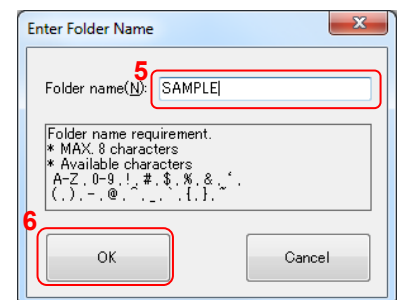 Enter Folder Name
5
Folder name(N): SAMPLE
Folder name requirement.
* MAX. 8 characters
* Available characters
A-Z , 0-9 , ! , # , $ , % , & , ´ ,
( , ) , - , @ , ^ , _ , ` , { , } , ~
6
OK Cancel